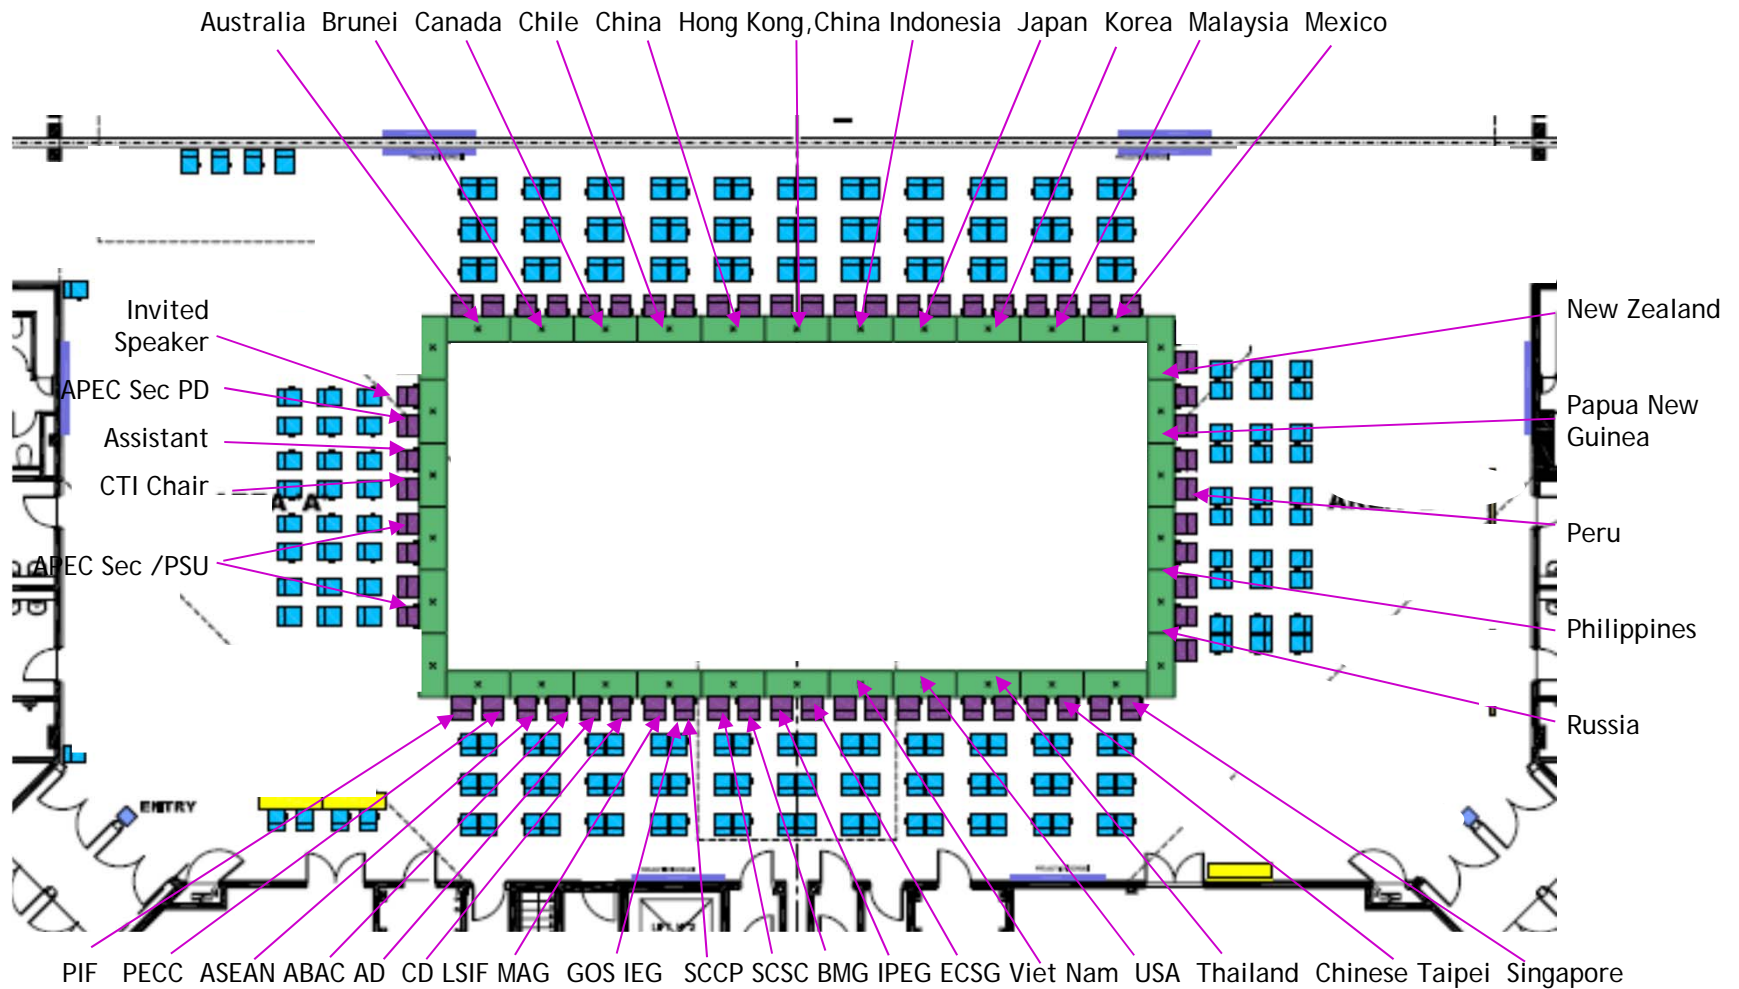 Australia Brunei Canada Chile China Hong Kong,China Indonesia Japan Korea Malaysia Mexico
Invited
Speaker
APEC Sec PD
Assistant
CTI Chair
APEC Sec /PSU
New Zealand
Papua New
Guinea
Peru
Philippines
Russia
ENTRY
PIF PECC ASEAN ABAC AD CD LSIF MAG GOS IEG SCCP SCSC BMG IPEG ECSG Viet Nam USA Thailand Chinese Taipei Singapore